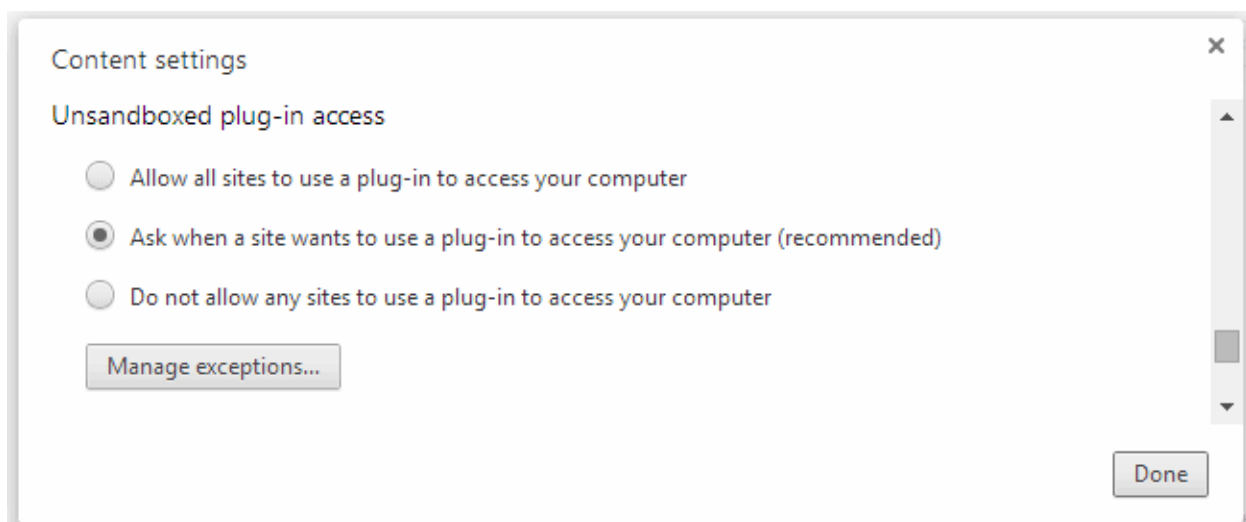 Content settings
Unsandboxed plug-in access
Allow all sites to use a plug-in to access your computer
Ask when a site wants to use a plug-in to access your computer (recommended)
Do not allow any sites to use a plug-in to access your computer
Manage exceptions...
Done